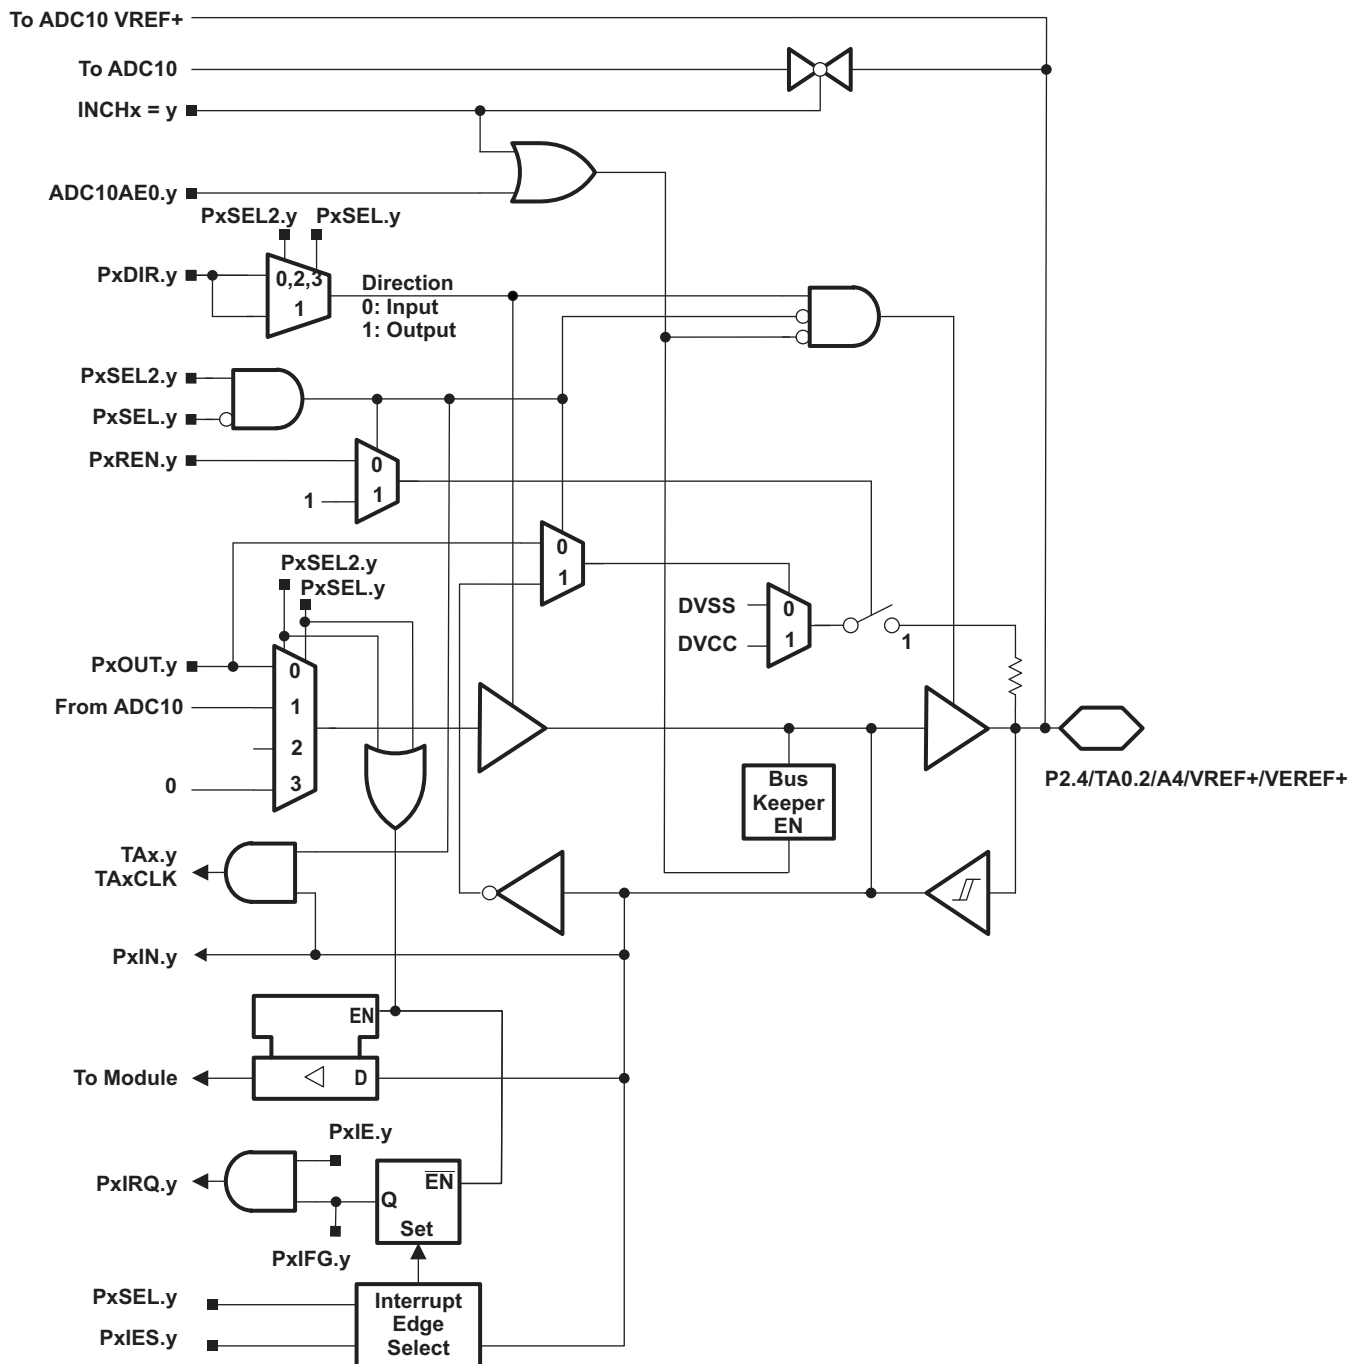 To ADC10 VREF+
To ADC10
INCHx = y
ADC10AE0.y
PxSEL2.y PxSEL.y
PxDIR.y
0,2,3
1
Direction
0: Input
1: Output
PxSEL2.y
PxSEL.y
PxREN.y
0
1
1
0
1
PxSEL2.y
PxSEL.y
DVSS
DVCC
0
1
1
PxOUT.y
From ADC10
0
0
1
2
3
Bus
Keeper
EN
P2.4/TA0.2/A4/VREF+/VEREF+
TAx.y
TAxCLK
PxIN.y
EN
To Module
D
PxIE.y
PxIRQ.y
EN
Q
Set
PxIFG.y
PxSEL.y
PxIES.y
Interrupt
Edge
Select